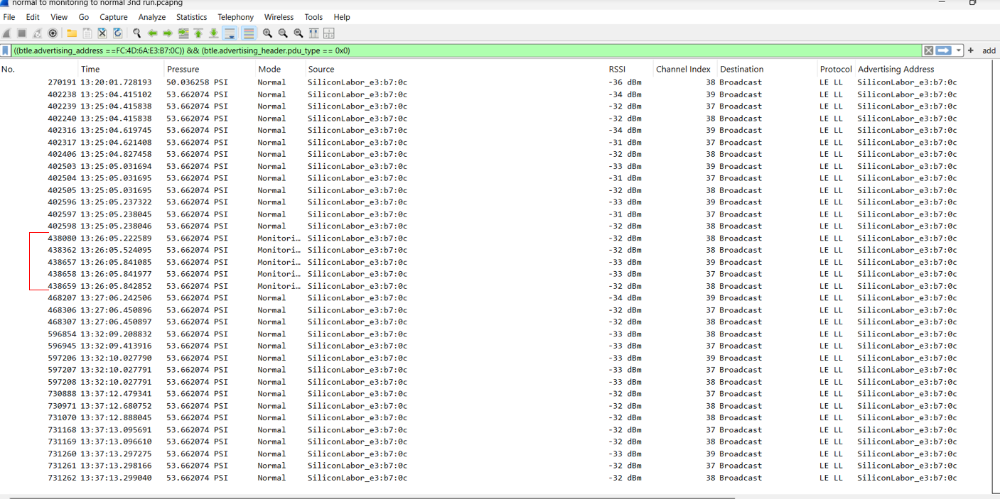 normal to monitoring to normal 3nd run.pcapng
File Edit View Go Capture Analyze Statistics Telephony Wireless Tools Help
((btle.advertising_address ==FC:4D:6A:E3:B7:0C)) && (btle.advertising_header.pdu_type == 0x0) + add
No. Time Pressure Mode Source RSSI Channel Index Destination Protocol Advertising Address
270191 13:20:01.728193 50.036258 PSI Normal SiliconLabor_e3:b7:0c -36 dBm 38 Broadcast LE LL SiliconLabor_e3:b7:0c
402238 13:25:04.415102 53.662074 PSI Normal SiliconLabor_e3:b7:0c -34 dBm 39 Broadcast LE LL SiliconLabor_e3:b7:0c
402239 13:25:04.415838 53.662074 PSI Normal SiliconLabor_e3:b7:0c -32 dBm 37 Broadcast LE LL SiliconLabor_e3:b7:0c
402240 13:25:04.415838 53.662074 PSI Normal SiliconLabor_e3:b7:0c -32 dBm 38 Broadcast LE LL SiliconLabor_e3:b7:0c
402316 13:25:04.619745 53.662074 PSI Normal SiliconLabor_e3:b7:0c -34 dBm 39 Broadcast LE LL SiliconLabor_e3:b7:0c
402317 13:25:04.621408 53.662074 PSI Normal SiliconLabor_e3:b7:0c -31 dBm 37 Broadcast LE LL SiliconLabor_e3:b7:0c
402406 13:25:04.827458 53.662074 PSI Normal SiliconLabor_e3:b7:0c -32 dBm 38 Broadcast LE LL SiliconLabor_e3:b7:0c
402503 13:25:05.031694 53.662074 PSI Normal SiliconLabor_e3:b7:0c -33 dBm 39 Broadcast LE LL SiliconLabor_e3:b7:0c
402504 13:25:05.031695 53.662074 PSI Normal SiliconLabor_e3:b7:0c -31 dBm 37 Broadcast LE LL SiliconLabor_e3:b7:0c
402505 13:25:05.031695 53.662074 PSI Normal SiliconLabor_e3:b7:0c -32 dBm 38 Broadcast LE LL SiliconLabor_e3:b7:0c
402596 13:25:05.237322 53.662074 PSI Normal SiliconLabor_e3:b7:0c -33 dBm 39 Broadcast LE LL SiliconLabor_e3:b7:0c
402597 13:25:05.238045 53.662074 PSI Normal SiliconLabor_e3:b7:0c -31 dBm 37 Broadcast LE LL SiliconLabor_e3:b7:0c
402598 13:25:05.238046 53.662074 PSI Normal SiliconLabor_e3:b7:0c -32 dBm 38 Broadcast LE LL SiliconLabor_e3:b7:0c
438080 13:26:05.222589 53.662074 PSI Monitori… SiliconLabor_e3:b7:0c -32 dBm 38 Broadcast LE LL SiliconLabor_e3:b7:0c
438362 13:26:05.524095 53.662074 PSI Monitori… SiliconLabor_e3:b7:0c -32 dBm 38 Broadcast LE LL SiliconLabor_e3:b7:0c
438657 13:26:05.841085 53.662074 PSI Monitori… SiliconLabor_e3:b7:0c -33 dBm 39 Broadcast LE LL SiliconLabor_e3:b7:0c
438658 13:26:05.841977 53.662074 PSI Monitori… SiliconLabor_e3:b7:0c -33 dBm 37 Broadcast LE LL SiliconLabor_e3:b7:0c
438659 13:26:05.842852 53.662074 PSI Monitori… SiliconLabor_e3:b7:0c -32 dBm 38 Broadcast LE LL SiliconLabor_e3:b7:0c
468207 13:27:06.242506 53.662074 PSI Normal SiliconLabor_e3:b7:0c -34 dBm 39 Broadcast LE LL SiliconLabor_e3:b7:0c
468306 13:27:06.450896 53.662074 PSI Normal SiliconLabor_e3:b7:0c -32 dBm 37 Broadcast LE LL SiliconLabor_e3:b7:0c
468307 13:27:06.450897 53.662074 PSI Normal SiliconLabor_e3:b7:0c -32 dBm 38 Broadcast LE LL SiliconLabor_e3:b7:0c
596854 13:32:09.208832 53.662074 PSI Normal SiliconLabor_e3:b7:0c -33 dBm 38 Broadcast LE LL SiliconLabor_e3:b7:0c
596945 13:32:09.413916 53.662074 PSI Normal SiliconLabor_e3:b7:0c -33 dBm 37 Broadcast LE LL SiliconLabor_e3:b7:0c
597206 13:32:10.027790 53.662074 PSI Normal SiliconLabor_e3:b7:0c -33 dBm 39 Broadcast LE LL SiliconLabor_e3:b7:0c
597207 13:32:10.027791 53.662074 PSI Normal SiliconLabor_e3:b7:0c -33 dBm 37 Broadcast LE LL SiliconLabor_e3:b7:0c
597208 13:32:10.027791 53.662074 PSI Normal SiliconLabor_e3:b7:0c -33 dBm 38 Broadcast LE LL SiliconLabor_e3:b7:0c
730888 13:37:12.479341 53.662074 PSI Normal SiliconLabor_e3:b7:0c -32 dBm 37 Broadcast LE LL SiliconLabor_e3:b7:0c
730971 13:37:12.680752 53.662074 PSI Normal SiliconLabor_e3:b7:0c -32 dBm 38 Broadcast LE LL SiliconLabor_e3:b7:0c
731070 13:37:12.888045 53.662074 PSI Normal SiliconLabor_e3:b7:0c -32 dBm 38 Broadcast LE LL SiliconLabor_e3:b7:0c
731168 13:37:13.095691 53.662074 PSI Normal SiliconLabor_e3:b7:0c -32 dBm 37 Broadcast LE LL SiliconLabor_e3:b7:0c
731169 13:37:13.096610 53.662074 PSI Normal SiliconLabor_e3:b7:0c -32 dBm 38 Broadcast LE LL SiliconLabor_e3:b7:0c
731260 13:37:13.297275 53.662074 PSI Normal SiliconLabor_e3:b7:0c -33 dBm 39 Broadcast LE LL SiliconLabor_e3:b7:0c
731261 13:37:13.298166 53.662074 PSI Normal SiliconLabor_e3:b7:0c -32 dBm 37 Broadcast LE LL SiliconLabor_e3:b7:0c
731262 13:37:13.299040 53.662074 PSI Normal SiliconLabor_e3:b7:0c -32 dBm 38 Broadcast LE LL SiliconLabor_e3:b7:0c